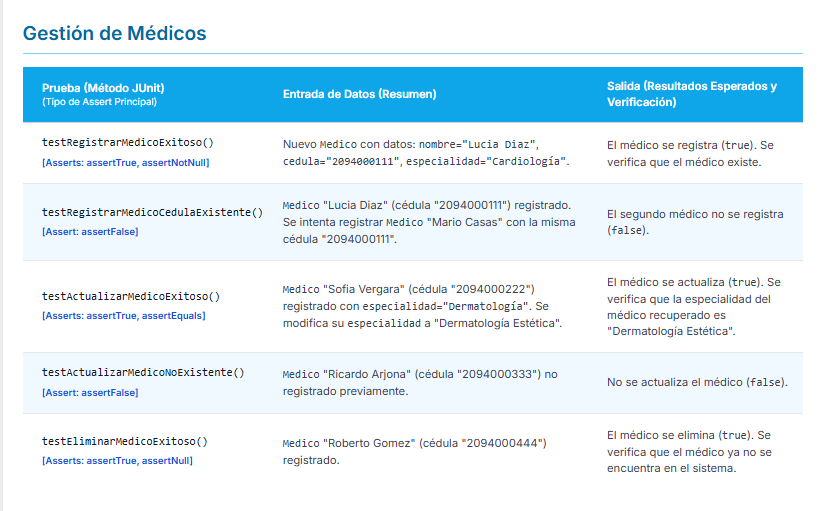 Gestión de Médicos
Prueba (Método JUnit)
(Tipo de Assert Principal)
Entrada de Datos (Resumen)
Salida (Resultados Esperados y
Verificación)
testRegistrarMedicoExitoso()
[Asserts: assertTrue, assertNotNull]
Nuevo Medico con datos: nombre="Lucia Diaz",
cedula="2094000111", especialidad="Cardiología".
El médico se registra (true). Se
verifica que el médico existe.
testRegistrarMedicoCedulaExistente()
[Assert: assertFalse]
Medico "Lucia Diaz" (cédula "2094000111") registrado.
Se intenta registrar Medico "Mario Casas" con la misma
cédula "2094000111".
El segundo médico no se registra
(false).
testActualizarMedicoExitoso()
[Asserts: assertTrue, assertEquals]
Medico "Sofia Vergara" (cédula "2094000222")
registrado con especialidad="Dermatología". Se
modifica su especialidad a "Dermatología Estética".
El médico se actualiza (true). Se
verifica que la especialidad del
médico recuperado es
"Dermatología Estética".
testActualizarMedicoNoExistente()
[Assert: assertFalse]
Medico "Ricardo Arjona" (cédula "2094000333") no
registrado previamente.
No se actualiza el médico (false).
testEliminarMedicoExitoso()
[Asserts: assertTrue, assertNull]
Medico "Roberto Gomez" (cédula "2094000444")
registrado.
El médico se elimina (true). Se
verifica que el médico ya no se
encuentra en el sistema.